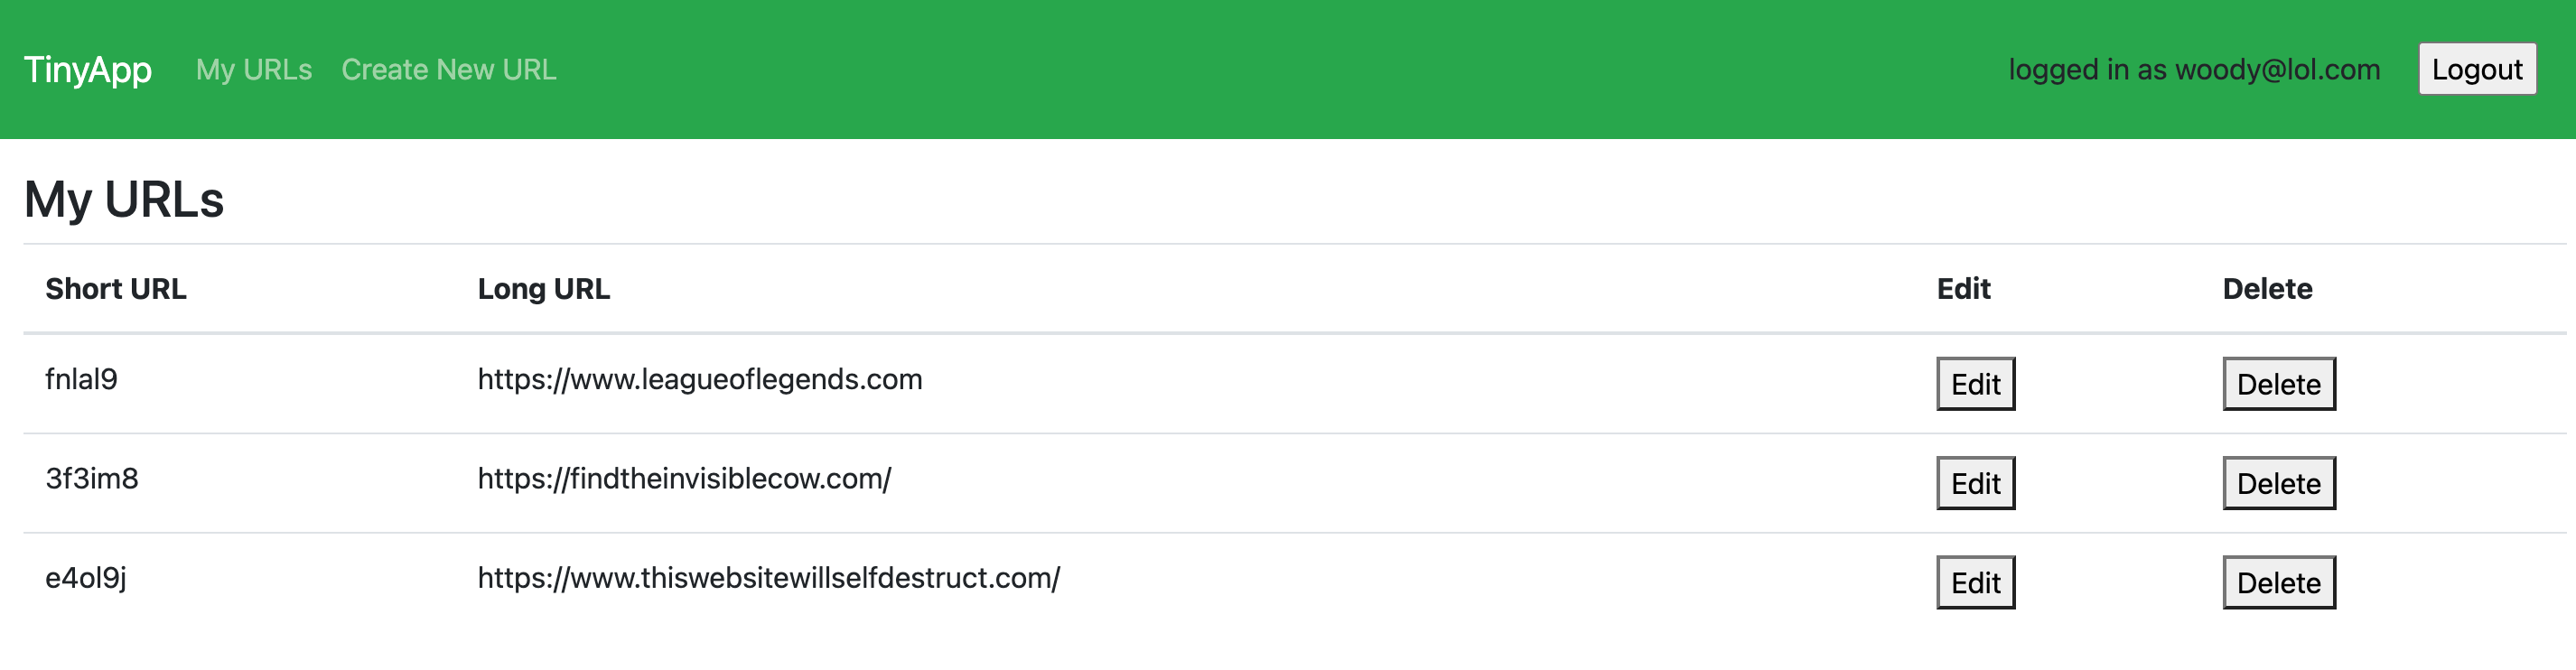 TinyApp My URLs Create New URL logged in as woody@lol.com Logout
My URLs
Short URL Long URL Edit Delete
fnlal9 https://www.leagueoflegends.com Edit Delete
3f3im8 https://findtheinvisiblecow.com/ Edit Delete
e4ol9j https://www.thiswebsitewillselfdestruct.com/ Edit Delete